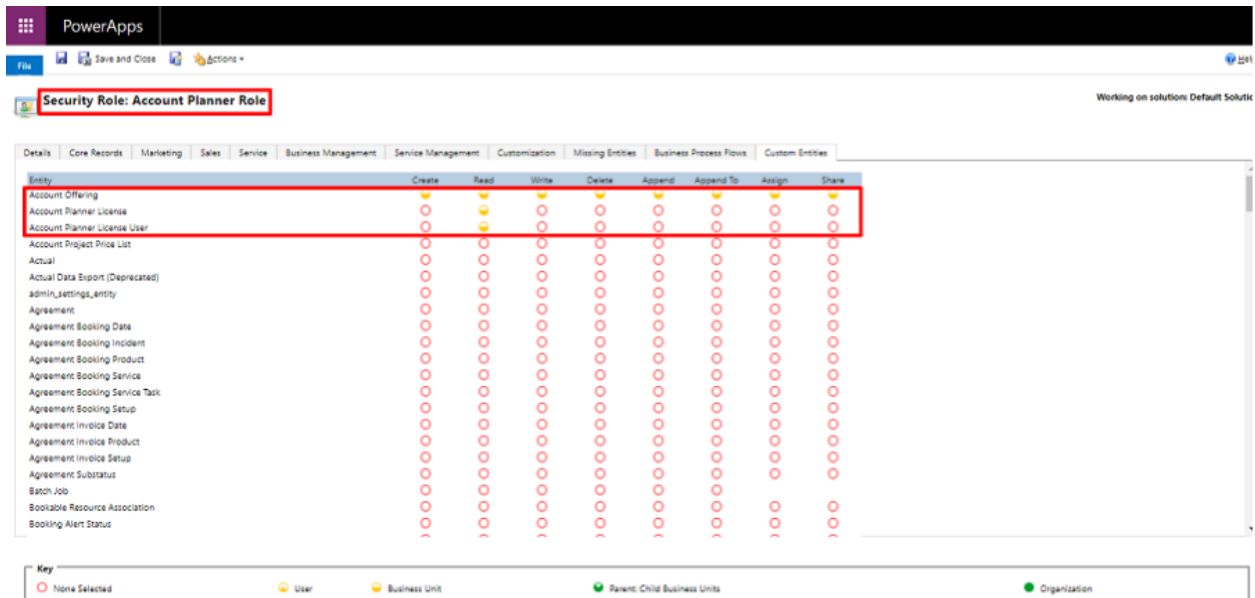 PowerApps
File Save and Close Actions Hel
Security Role: Account Planner Role
Working on solution: Default Solutio
Details Core Records Marketing Sales Service Business Management Service Management Customization Missing Entities Business Process Flows Custom Entities
Entity Create Read Write Delete Append Append To Assign Share
Account Offering
Account Planner License
Account Planner License User
Account Project Price List
Actual
Actual Data Export (Deprecated)
admin_settings_entity
Agreement
Agreement Booking Date
Agreement Booking Incident
Agreement Booking Product
Agreement Booking Service
Agreement Booking Service Task
Agreement Booking Setup
Agreement Invoice Date
Agreement Invoice Product
Agreement Invoice Setup
Agreement Substatus
Batch Job
Bookable Resource Association
Booking Alert Status
Key
None Selected User Business Unit Parent: Child Business Units Organization